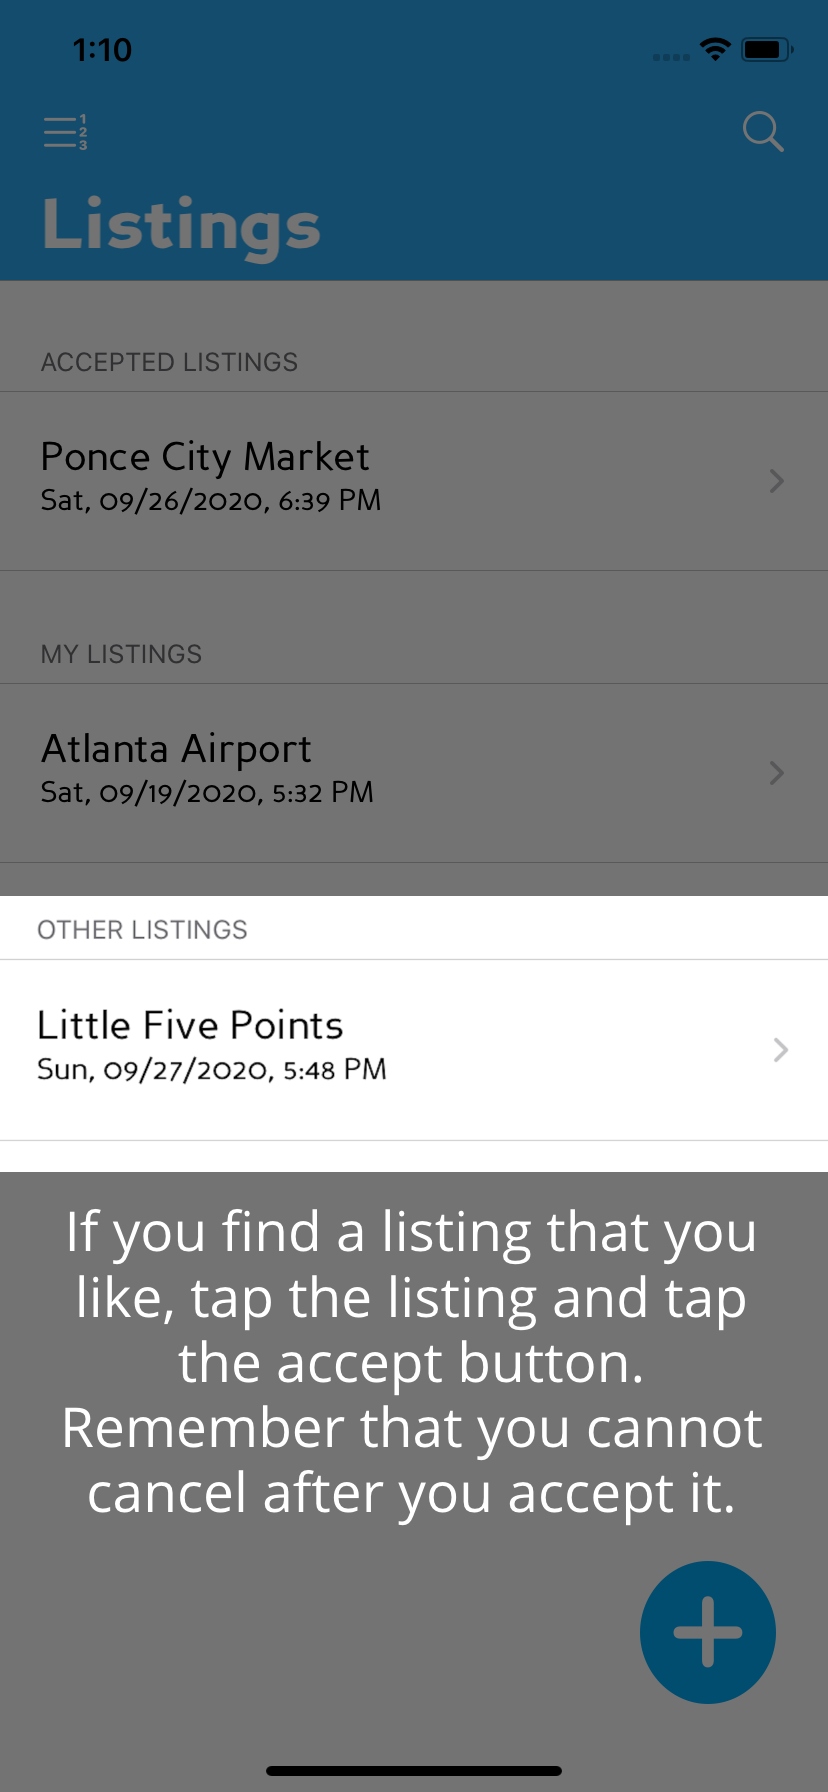 1:10
1
2
3
Listings
ACCEPTED LISTINGS
Ponce City Market
Sat, 09/26/2020, 6:39 PM
MY LISTINGS
Atlanta Airport
Sat, 09/19/2020, 5:32 PM
OTHER LISTINGS
Little Five Points
Sun, 09/27/2020, 5:48 PM
If you find a listing that you
like, tap the listing and tap
the accept button.
Remember that you cannot
cancel after you accept it.